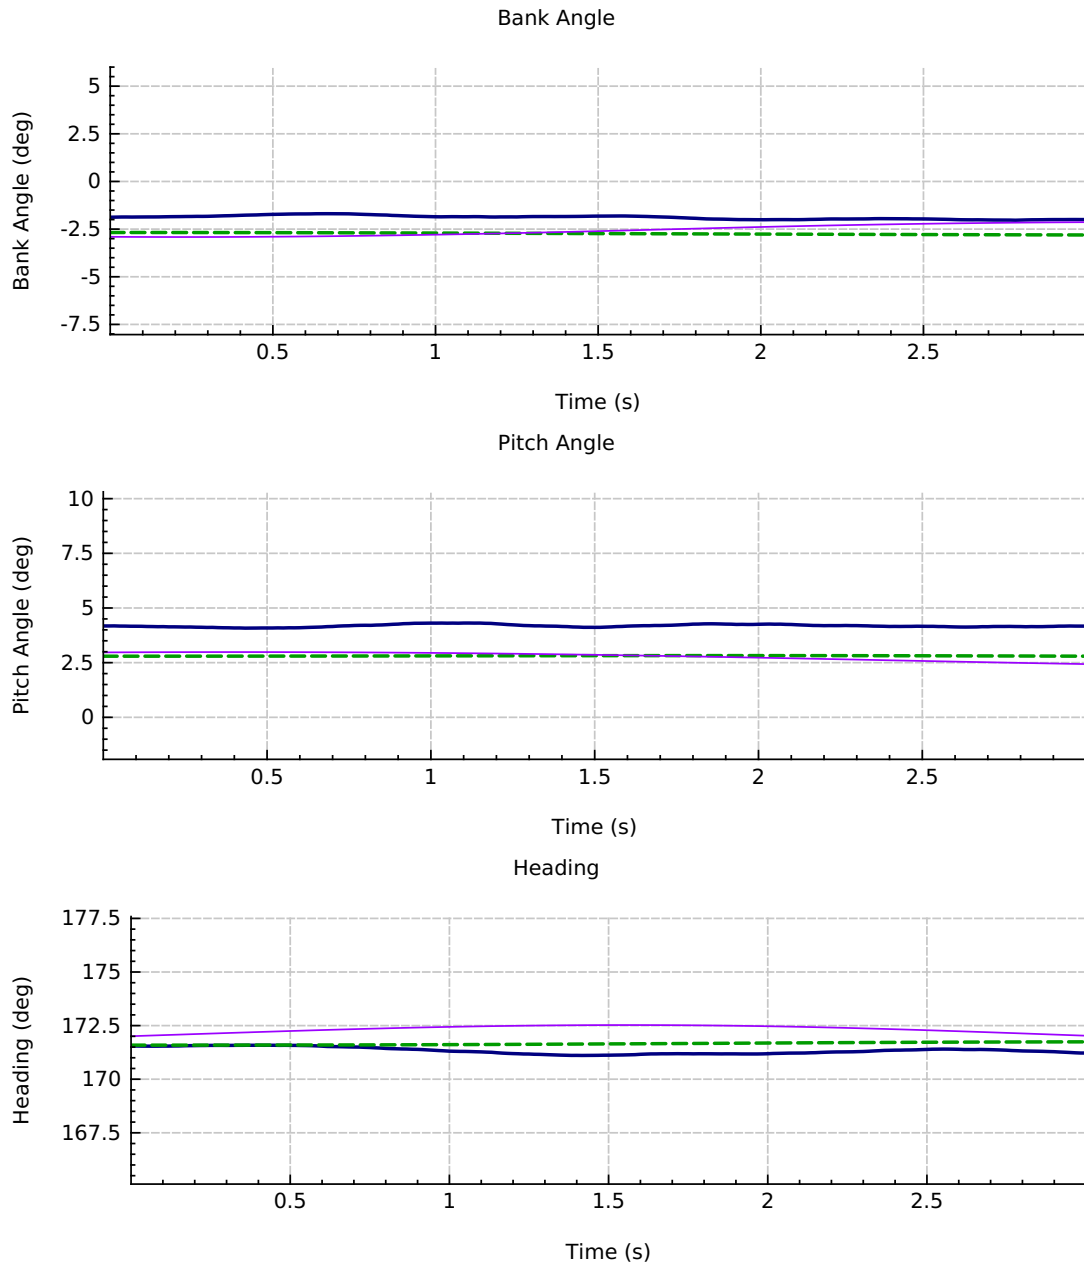 Bank Angle
Bank Angle (deg)
5
2.5
0
-2.5
-5
-7.5
0.5 1 1.5 2 2.5
Time (s)
Pitch Angle
Pitch Angle (deg)
10
7.5
5
2.5
0
0.5 1 1.5 2 2.5
Time (s)
Heading
Heading (deg)
177.5
175
172.5
170
167.5
0.5 1 1.5 2 2.5
Time (s)